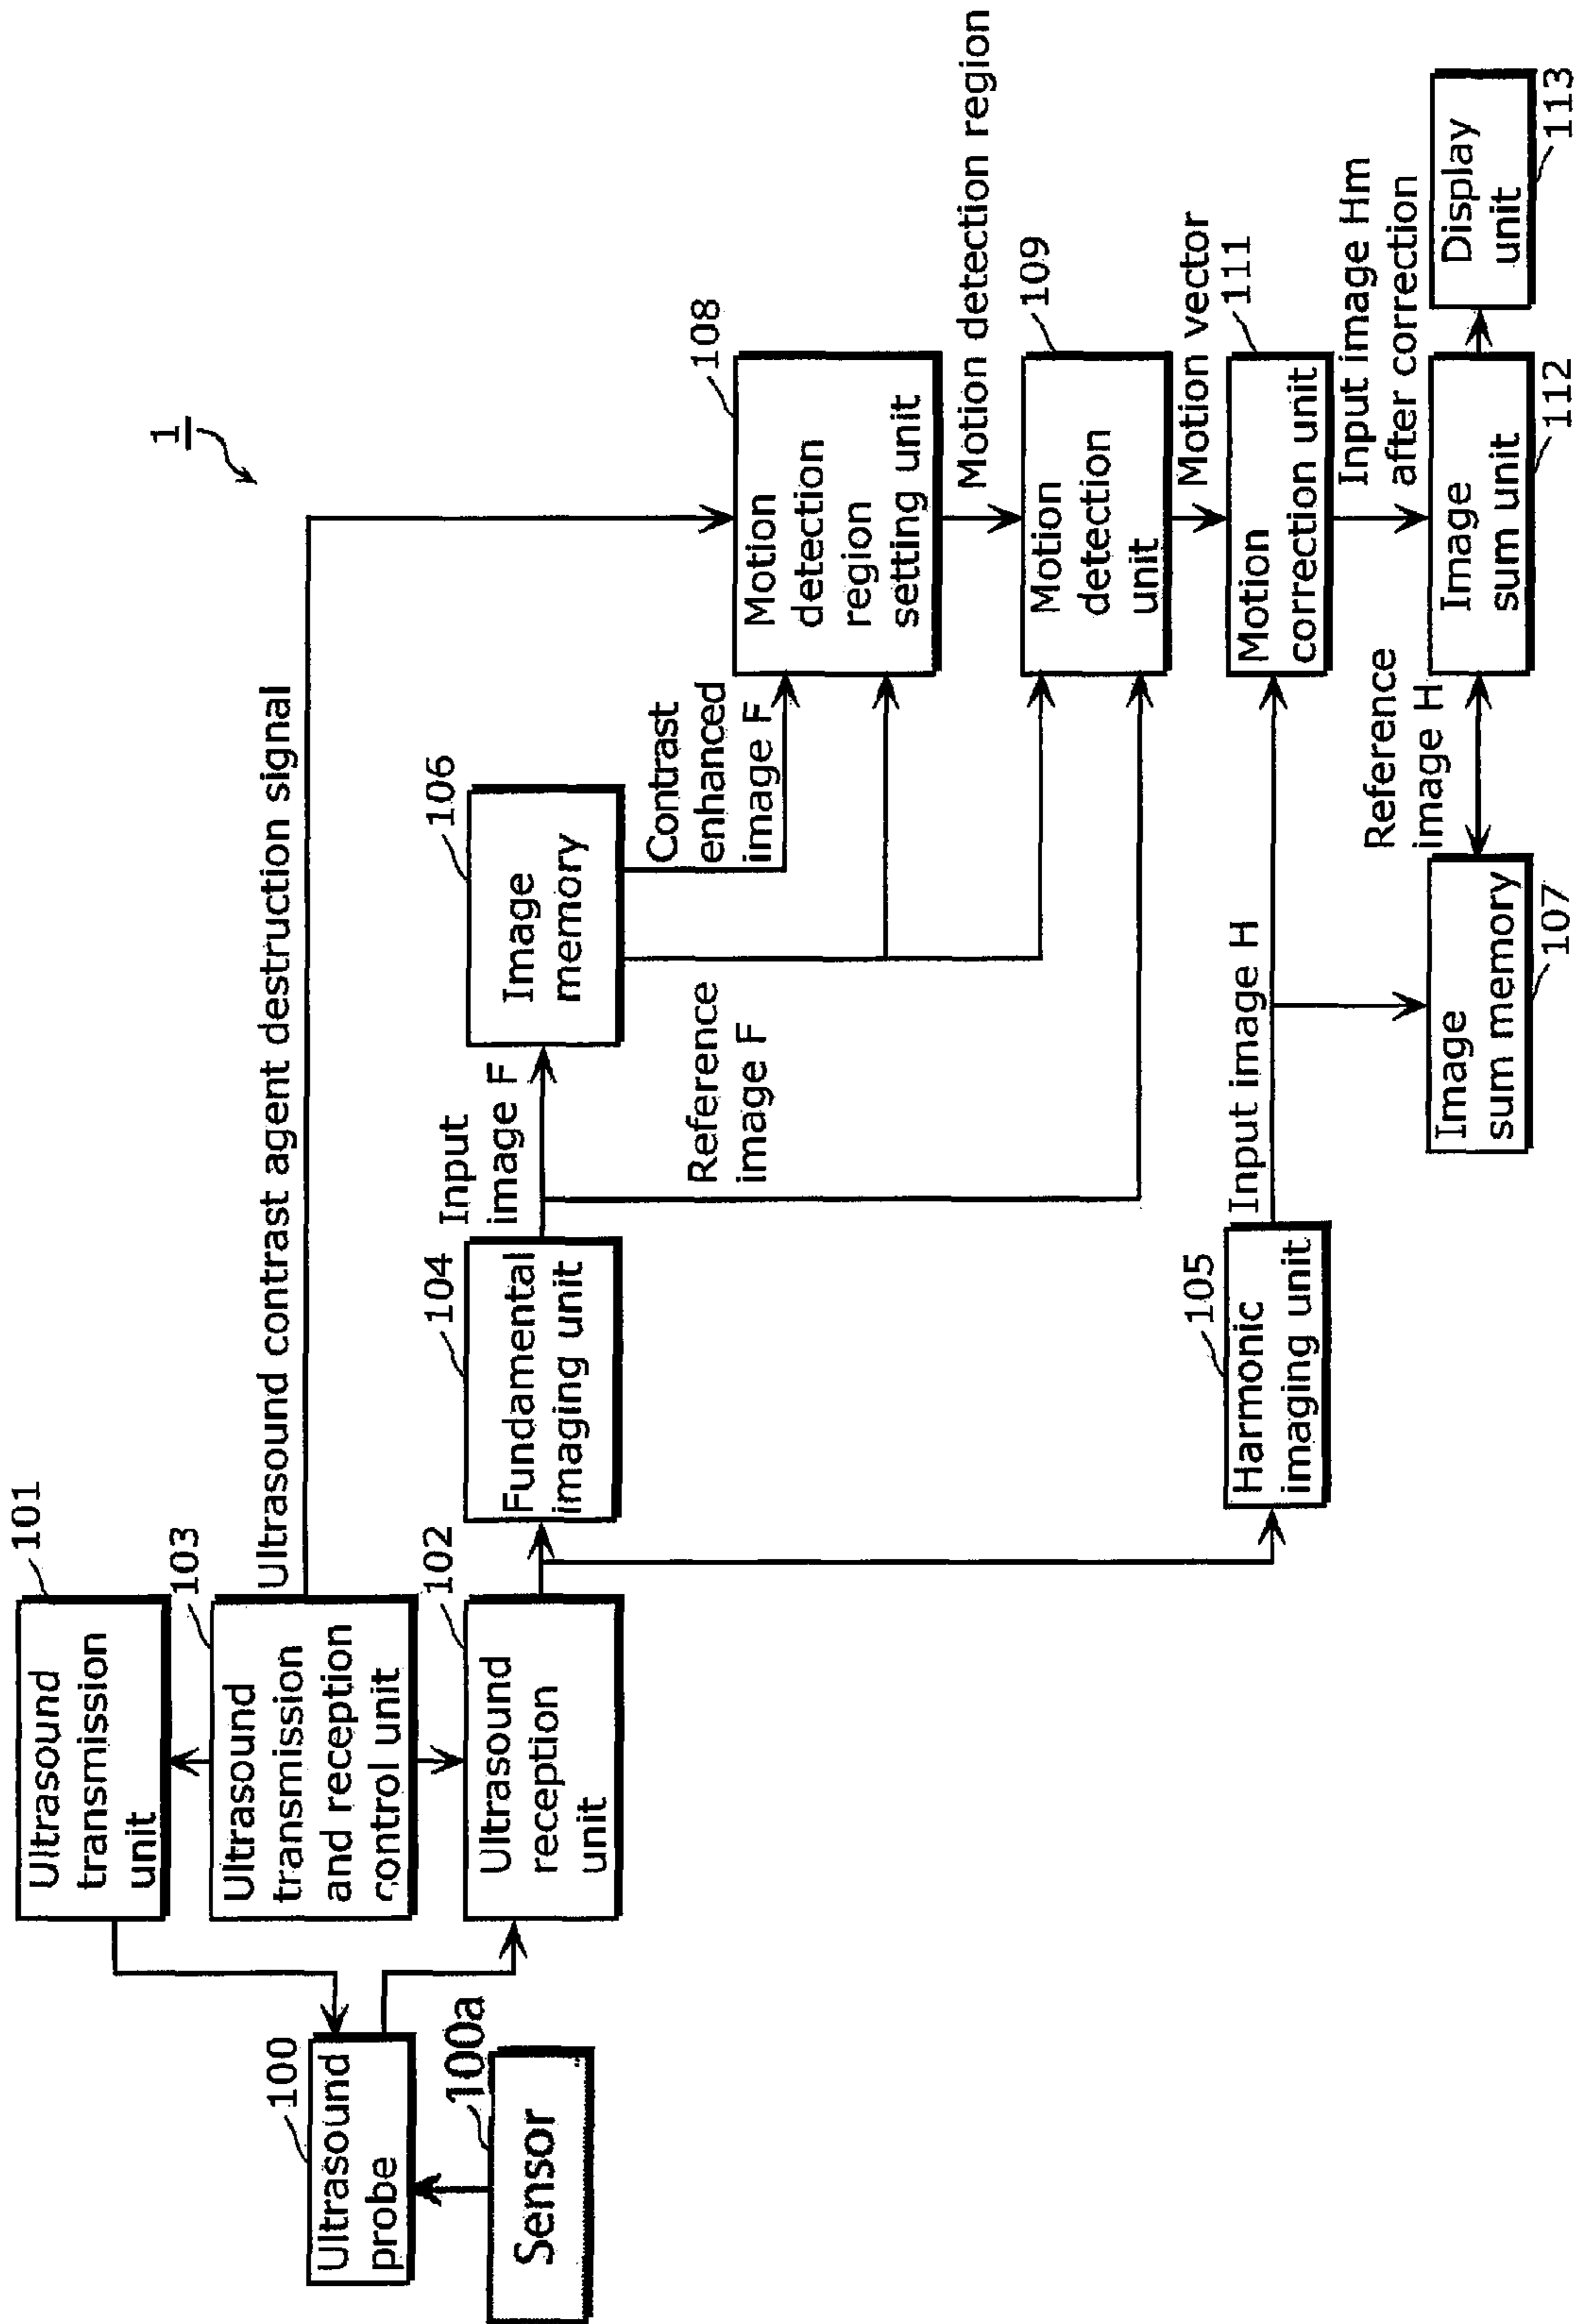 1
101
Ultrasound
transmission
unit
103
Ultrasound
transmission
and reception
control unit
102
Ultrasound
reception
unit
100
Ultrasound
probe
100a
Sensor
Ultrasound contrast agent destruction signal
104
Fundamental
imaging unit
Input
image F
106
Image
memory
Reference
image F
Contrast
enhanced
image F
108
Motion
detection
region
setting unit
Motion detection region
109
Motion
detection
unit
Motion vector
105
Harmonic
imaging unit
Input image H
111
Motion
correction unit
Input image Hm
after correction
Image
sum memory
107
Reference
image H
Image
sum unit
112
Display
unit
113